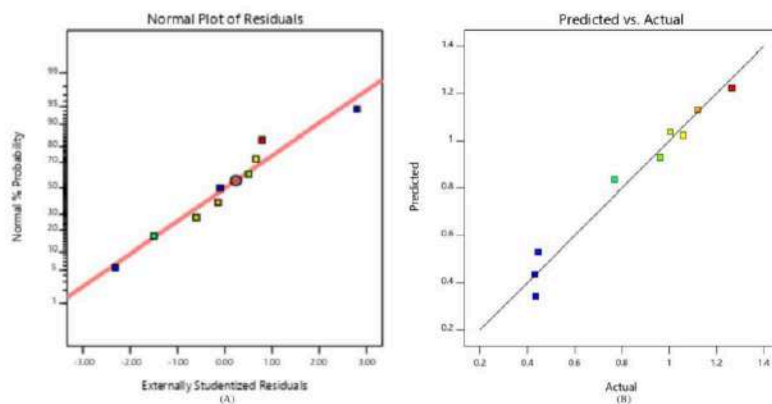 Normal Plot of Residuals
Normal % Probability
99
95
90
80
70
50
30
20
10
5
1
-3.00 -2.00 -1.00 0.00 1.00 2.00 3.00
Externally Studentized Residuals
(A)
Predicted vs. Actual
Predicted
1.4
1.2
1
0.8
0.6
0.4
0.2
0.2 0.4 0.6 0.8 1 1.2 1.4
Actual
(B)